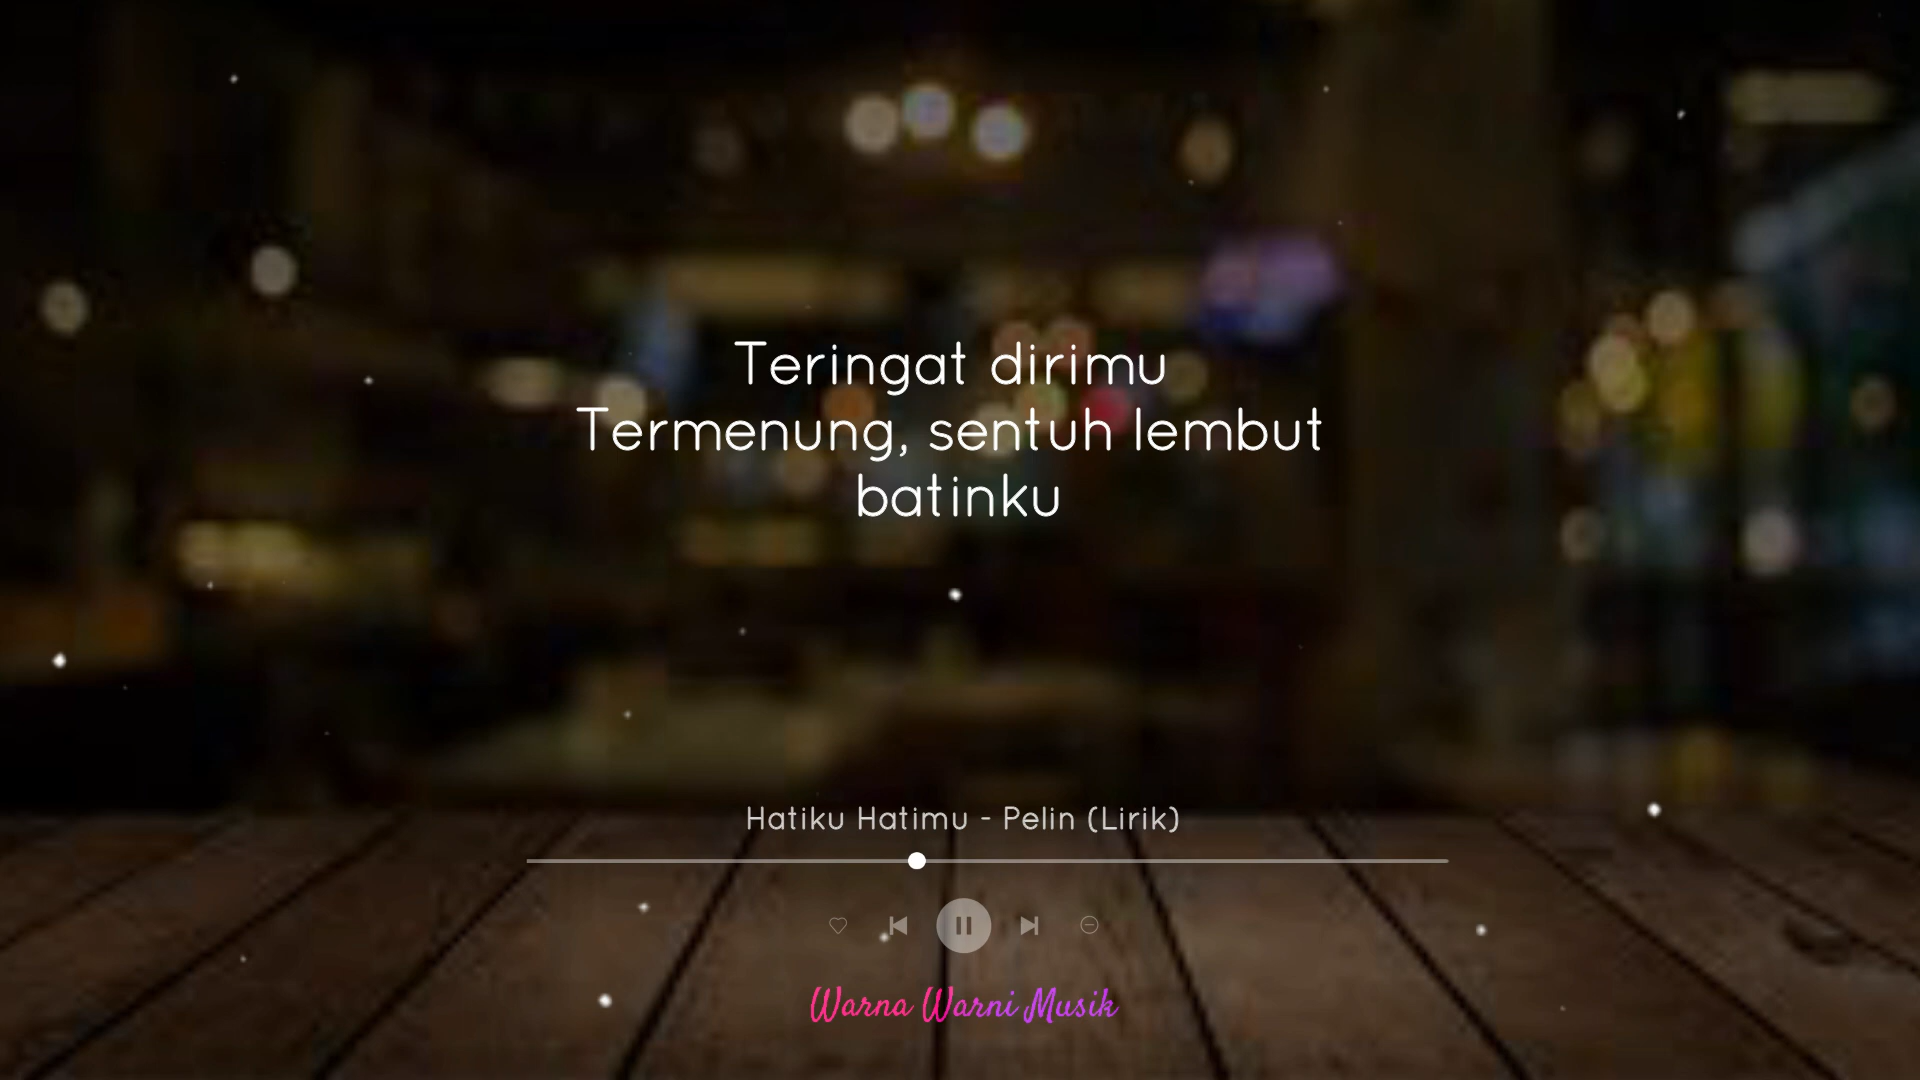 Teringat dirimu
Termenung, sentuh lembut
batinku
Hatiku Hatimu - Pelin (Lirik)
Warna Warni Musik